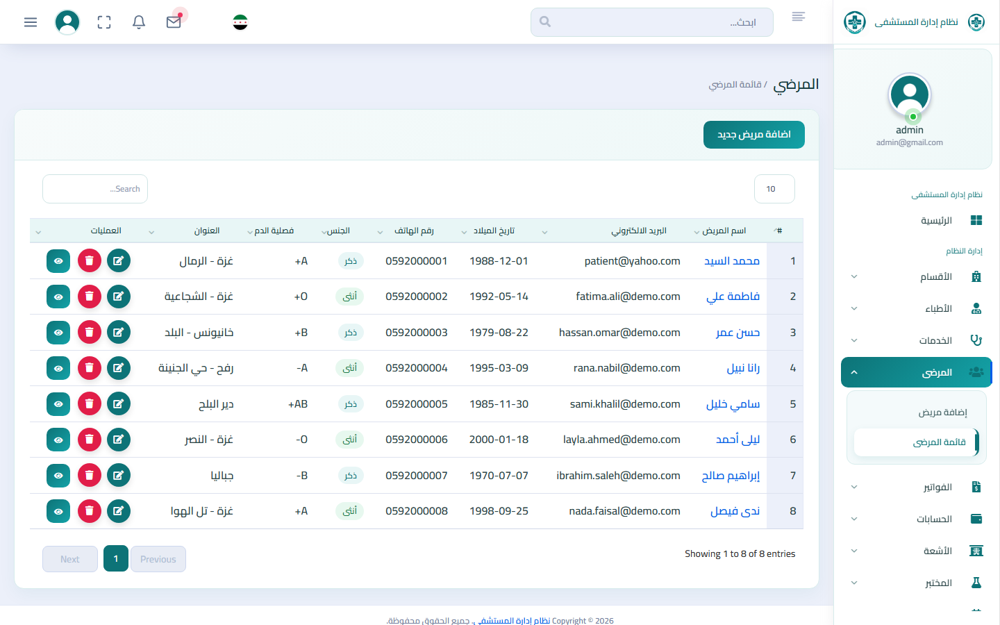 نظام إدارة المستشفى
ابحث...
admin
admin@gmail.com
نظام إدارة المستشفى
الرئيسية
إدارة النظام
الأقسام
الأطباء
الخدمات
المرضى
إضافة مريض
قائمة المرضى
الفواتير
الحسابات
الأشعة
المختبر
المرضي / قائمة المرضي
اضافة مريض جديد
10
Search...
# اسم المريض البريد الالكتروني تاريخ الميلاد رقم الهاتف الجنس فصلية الدم العنوان العمليات
1 محمد السيد patient@yahoo.com 1988-12-01 0592000001 ذكر A+ غزة - الرمال
2 فاطمة علي fatima.ali@demo.com 1992-05-14 0592000002 أنثى O+ غزة - الشجاعية
3 حسن عمر hassan.omar@demo.com 1979-08-22 0592000003 ذكر B+ خانيونس - البلد
4 رانا نبيل rana.nabil@demo.com 1995-03-09 0592000004 أنثى A- رفح - حي الجنينة
5 سامي خليل sami.khalil@demo.com 1985-11-30 0592000005 ذكر AB+ دير البلح
6 ليلى أحمد layla.ahmed@demo.com 2000-01-18 0592000006 أنثى O- غزة - النصر
7 إبراهيم صالح ibrahim.saleh@demo.com 1970-07-07 0592000007 ذكر B- جباليا
8 ندى فيصل nada.faisal@demo.com 1998-09-25 0592000008 أنثى A+ غزة - تل الهوا
Showing 1 to 8 of 8 entries
Previous 1 Next
Copyright © 2026 نظام إدارة المستشفى. جميع الحقوق محفوظة.